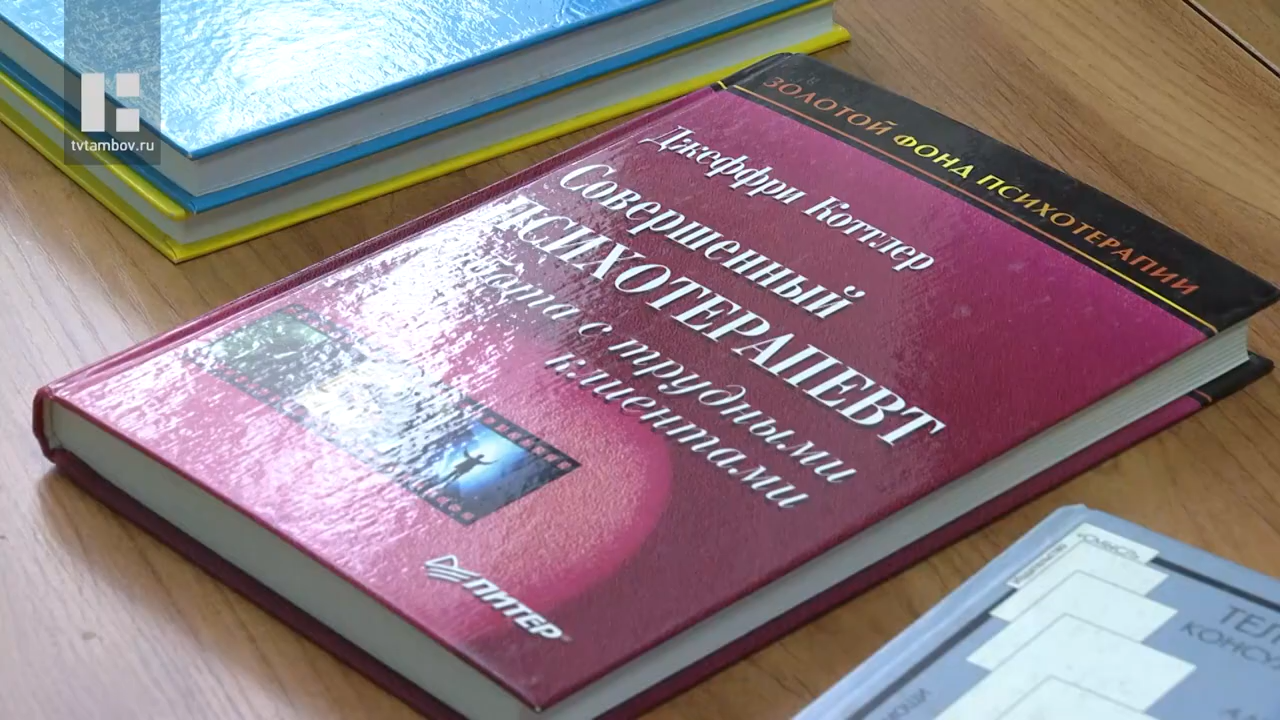 tvtambov.ru
ЗОЛОТОЙ ФОНД ПСИХОТЕРАПИИ
Джеффри Коттлер
Совершенный
ПСИХОТЕРАПЕВТ
с трудными
клиентами
ПИТЕР